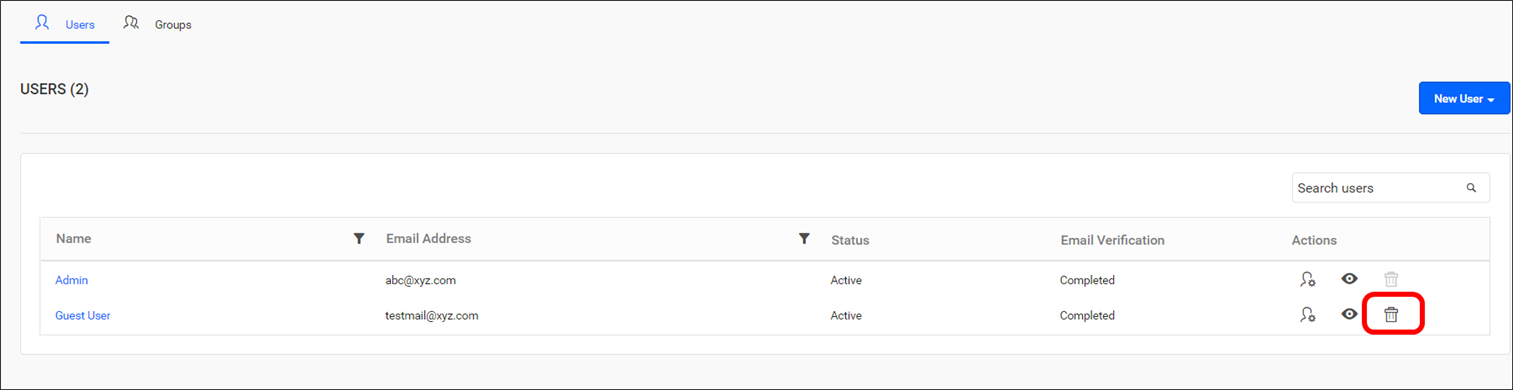 Users Groups
USERS (2)
New User
Search users
Name Email Address Status Email Verification Actions
Admin abc@xyz.com Active Completed
Guest User testmail@xyz.com Active Completed